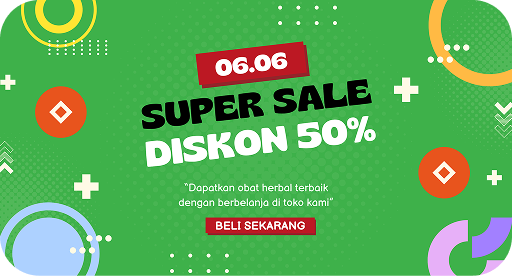 06.06
SUPER SALE
DISKON 50%
"Dapatkan obat herbal terbaik
dengan berbelanja di toko kami"
BELI SEKARANG